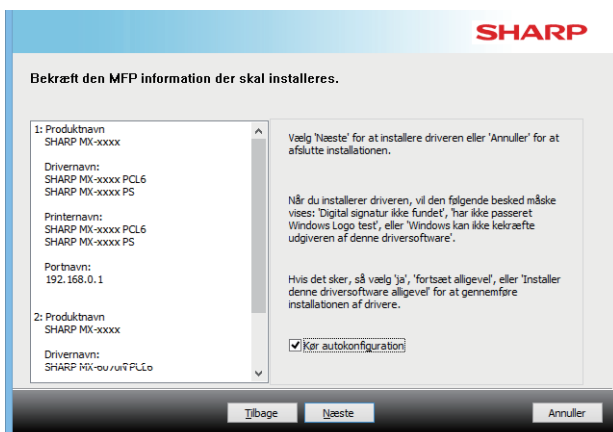 SHARP
Bekræft den MFP information der skal installeres.
1: Produktnavn
SHARP MX-xxxx
Drivernavn:
SHARP MX-xxxx PCL6
SHARP MX-xxxx PS
Printernavn:
SHARP MX-xxxx PCL6
SHARP MX-xxxx PS
Portnavn:
192.168.0.1
2: Produktnavn
SHARP MX-xxxx
Drivernavn:
SHARP
Vælg 'Næste' for at installere driveren eller 'Annuller' for at
afslutte installationen.
Når du installerer driveren, vil den følgende besked måske
vises: 'Digital signatur ikke fundet', 'har ikke passeret
Windows Logo test', eller 'Windows kan ikke kekræfte
udgiveren af denne driversoftware'.
Hvis det sker, så vælg 'ja', 'fortsæt alligevel', eller 'Installer
denne driversoftware alligevel' for at gennemføre
installationen af drivere.
Kør autokonfiguration
Tilbage
Næste
Annuller